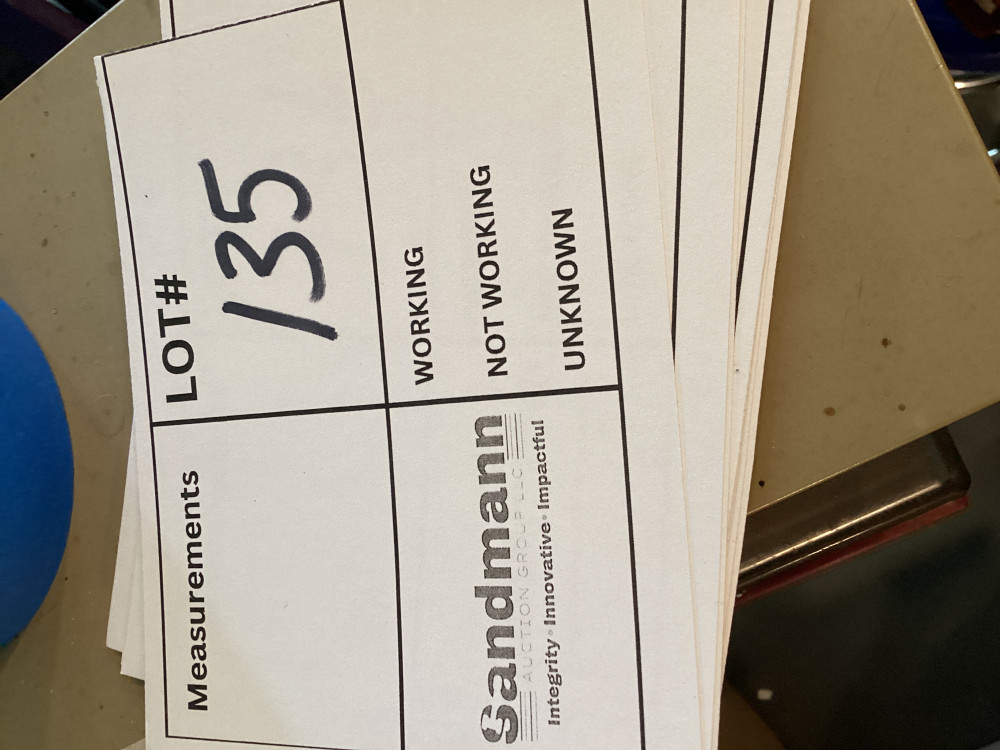 Measurements
LOT#
135
Sandmann
AUCTION GROUP LLC
Integrity • Innovative • Impactful
WORKING
NOT WORKING
UNKNOWN